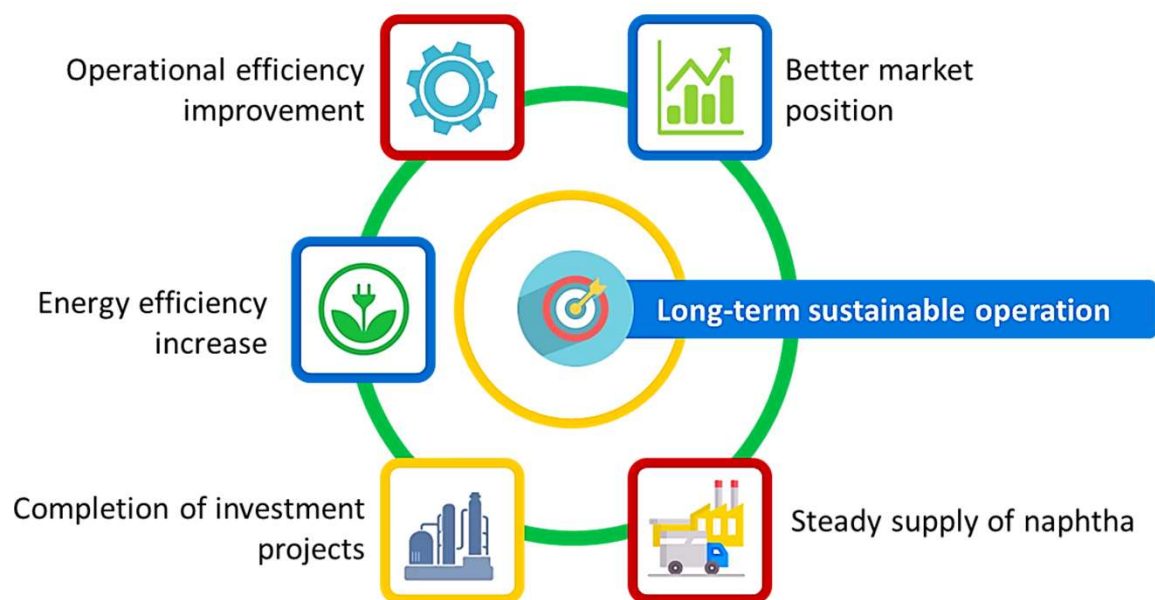 Operational efficiency
improvement
Better market
position
Energy efficiency
increase
Long-term sustainable operation
Completion of investment
projects
Steady supply of naphtha